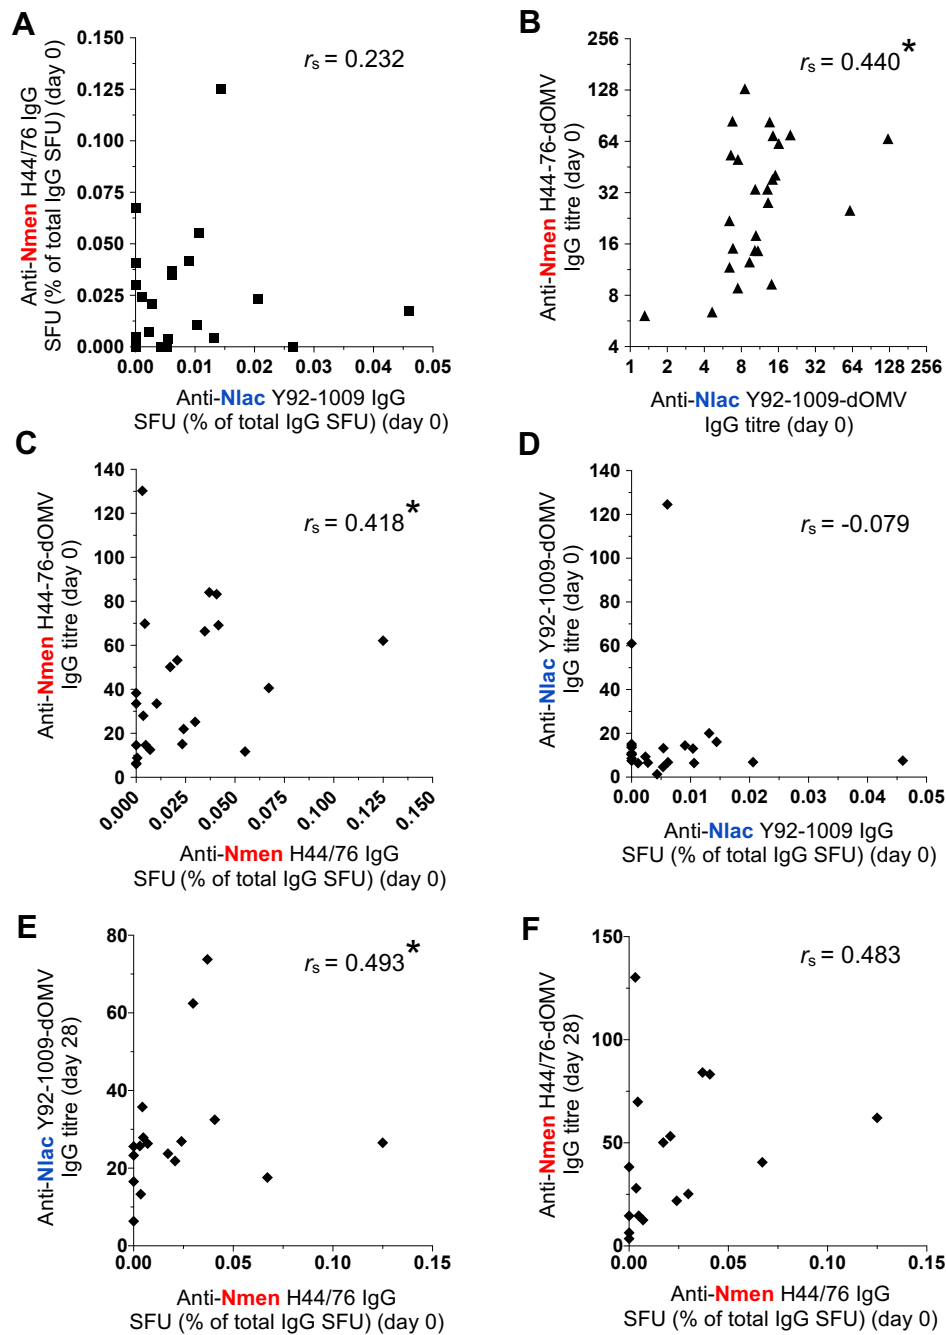 A
Anti-Nmen H44/76 IgG
SFU (% of total IgG SFU) (day 0)
0.150
0.125
0.100
0.075
0.050
0.025
0.000
rs = 0.232
0.00 0.01 0.02 0.03 0.04 0.05
Anti-Nlac Y92-1009 IgG
SFU (% of total IgG SFU) (day 0)
B
Anti-Nmen H44-76-dOMV
IgG titre (day 0)
256
128
64
32
16
8
4
rs = 0.440*
1 2 4 8 16 32 64 128 256
Anti-Nlac Y92-1009-dOMV
IgG titre (day 0)
C
Anti-Nmen H44-76-dOMV
IgG titre (day 0)
140
120
100
80
60
40
20
0
rs = 0.418*
0.000 0.025 0.050 0.075 0.100 0.125 0.150
Anti-Nmen H44/76 IgG
SFU (% of total IgG SFU) (day 0)
D
Anti-Nlac Y92-1009-dOMV
IgG titre (day 0)
140
120
100
80
60
40
20
0
rs = -0.079
0.00 0.01 0.02 0.03 0.04 0.05
Anti-Nlac Y92-1009 IgG
SFU (% of total IgG SFU) (day 0)
E
Anti-Nlac Y92-1009-dOMV
IgG titre (day 28)
80
60
40
20
0
rs = 0.493*
0.00 0.05 0.10 0.15
Anti-Nmen H44/76 IgG
SFU (% of total IgG SFU) (day 0)
F
Anti-Nmen H44/76-dOMV
IgG titre (day 28)
150
100
50
0
rs = 0.483
0.00 0.05 0.10 0.15
Anti-Nmen H44/76 IgG
SFU (% of total IgG SFU) (day 0)